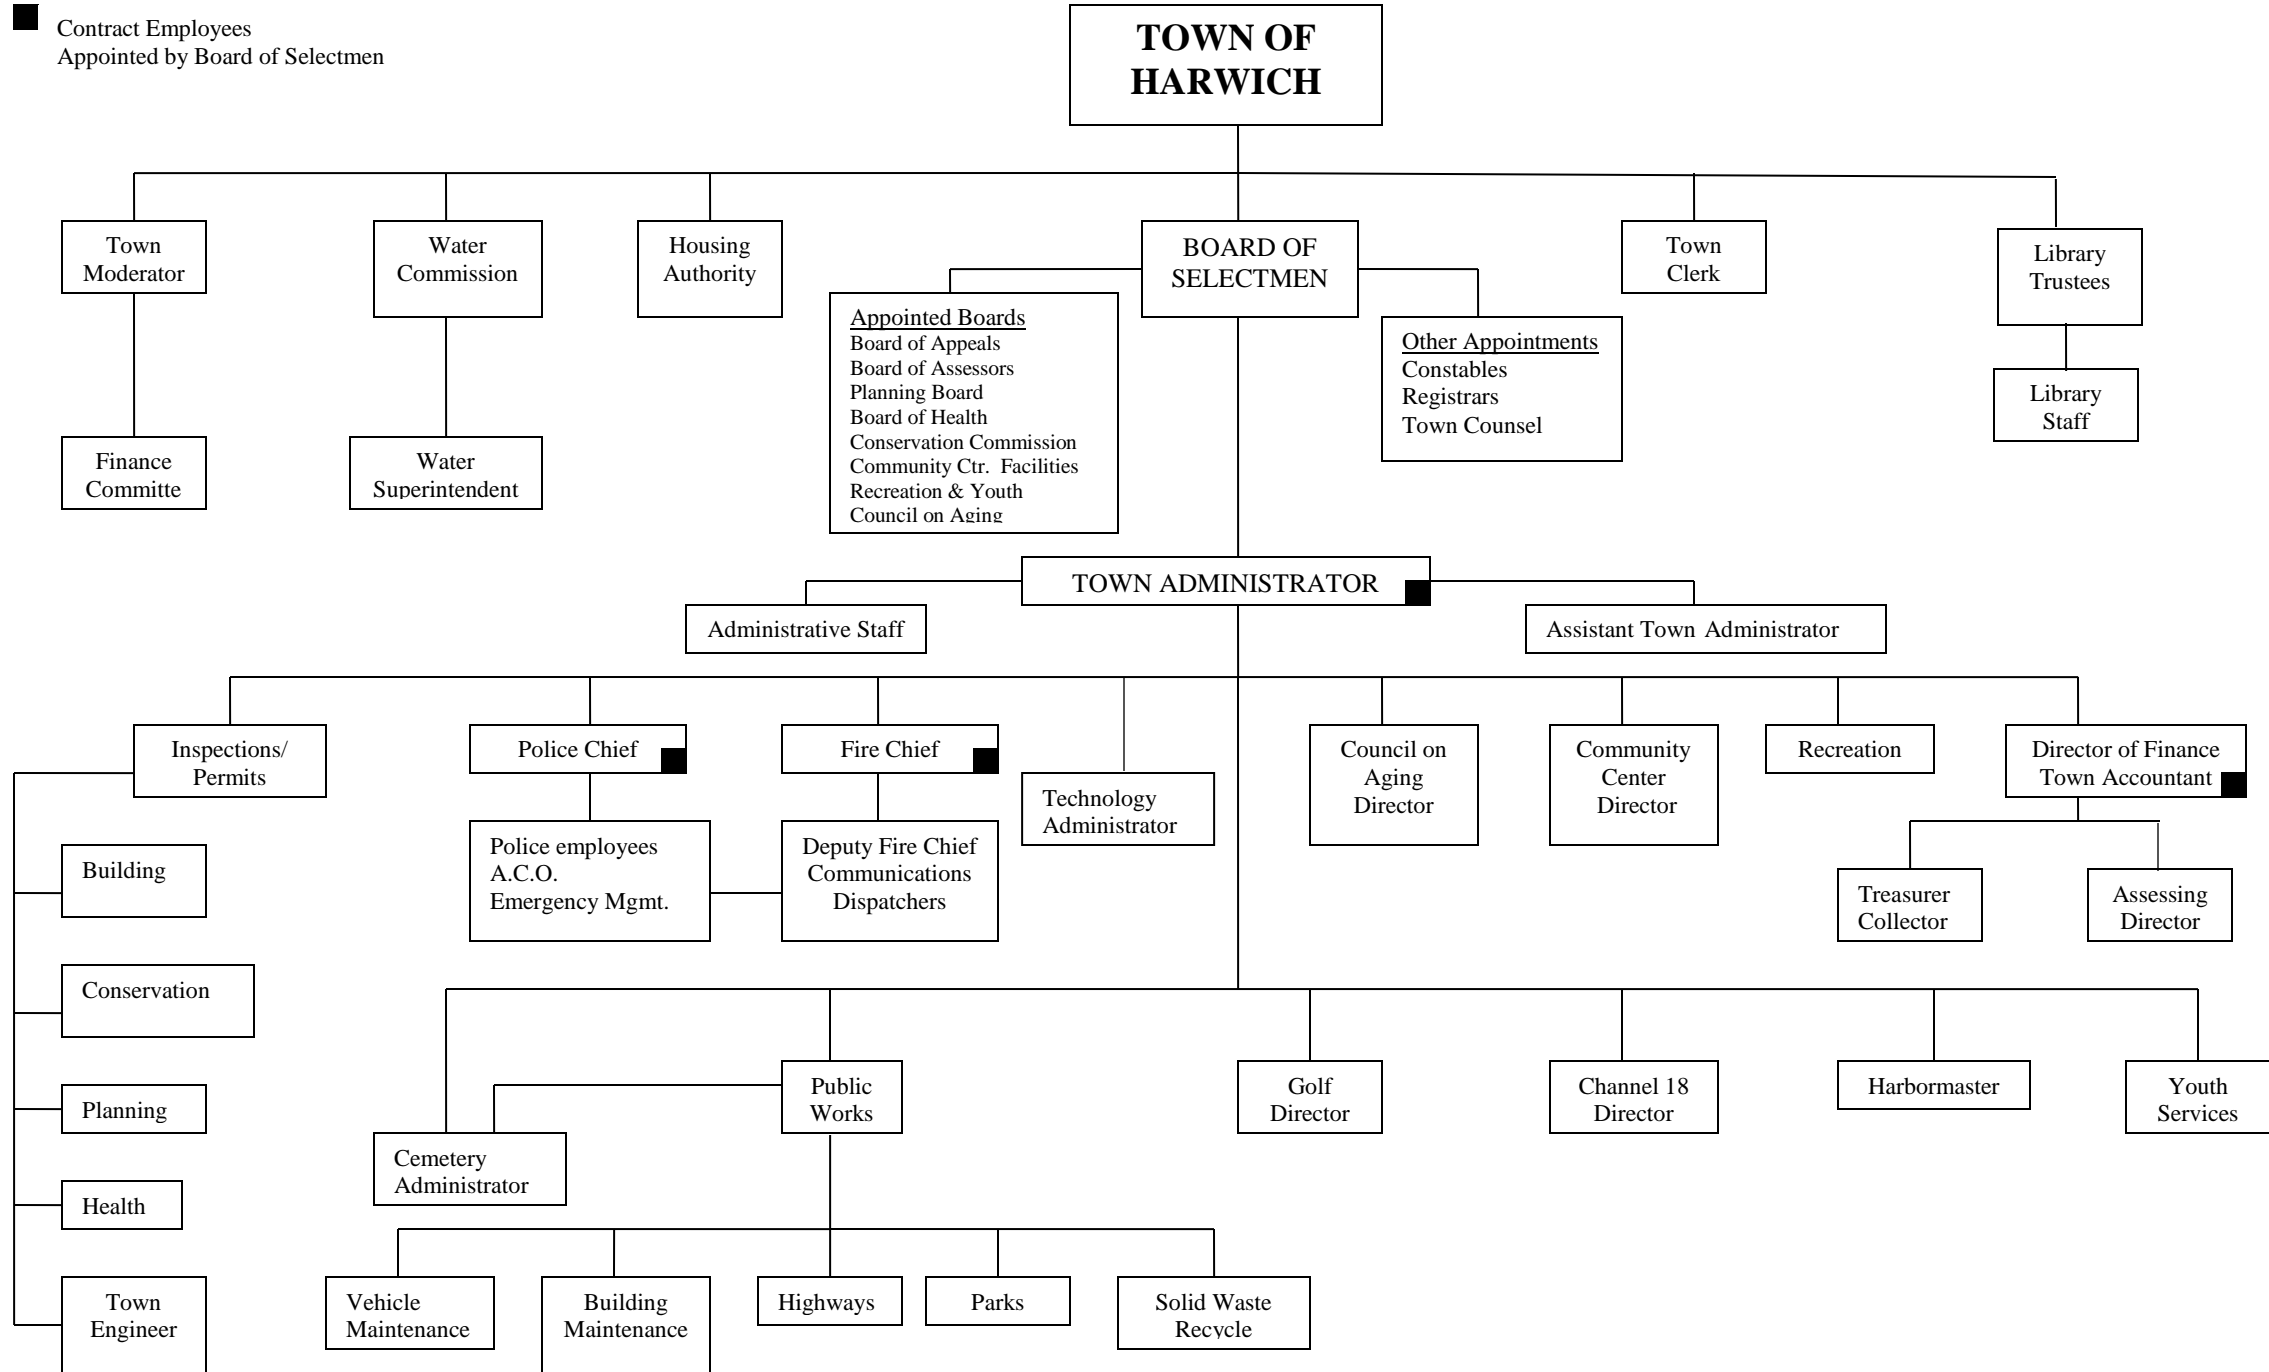 Contract Employees
Appointed by Board of Selectmen
TOWN OF
HARWICH
Town
Moderator
Water
Commission
Housing
Authority
BOARD OF
SELECTMEN
Town
Clerk
Library
Trustees
Appointed Boards
Board of Appeals
Board of Assessors
Planning Board
Board of Health
Conservation Commission
Community Ctr. Facilities
Recreation & Youth
Council on Aging
Other Appointments
Constables
Registrars
Town Counsel
Library
Staff
Finance
Committe
Water
Superintendent
TOWN ADMINISTRATOR
Administrative Staff
Assistant Town Administrator
Inspections/
Permits
Police Chief
Fire Chief
Technology
Administrator
Council on
Aging
Director
Community
Center
Director
Recreation
Director of Finance
Town Accountant
Police employees
A.C.O.
Emergency Mgmt.
Deputy Fire Chief
Communications
Dispatchers
Treasurer
Collector
Assessing
Director
Building
Conservation
Planning
Health
Town
Engineer
Public
Works
Golf
Director
Channel 18
Director
Harbormaster
Youth
Services
Cemetery
Administrator
Vehicle
Maintenance
Building
Maintenance
Highways
Parks
Solid Waste
Recycle